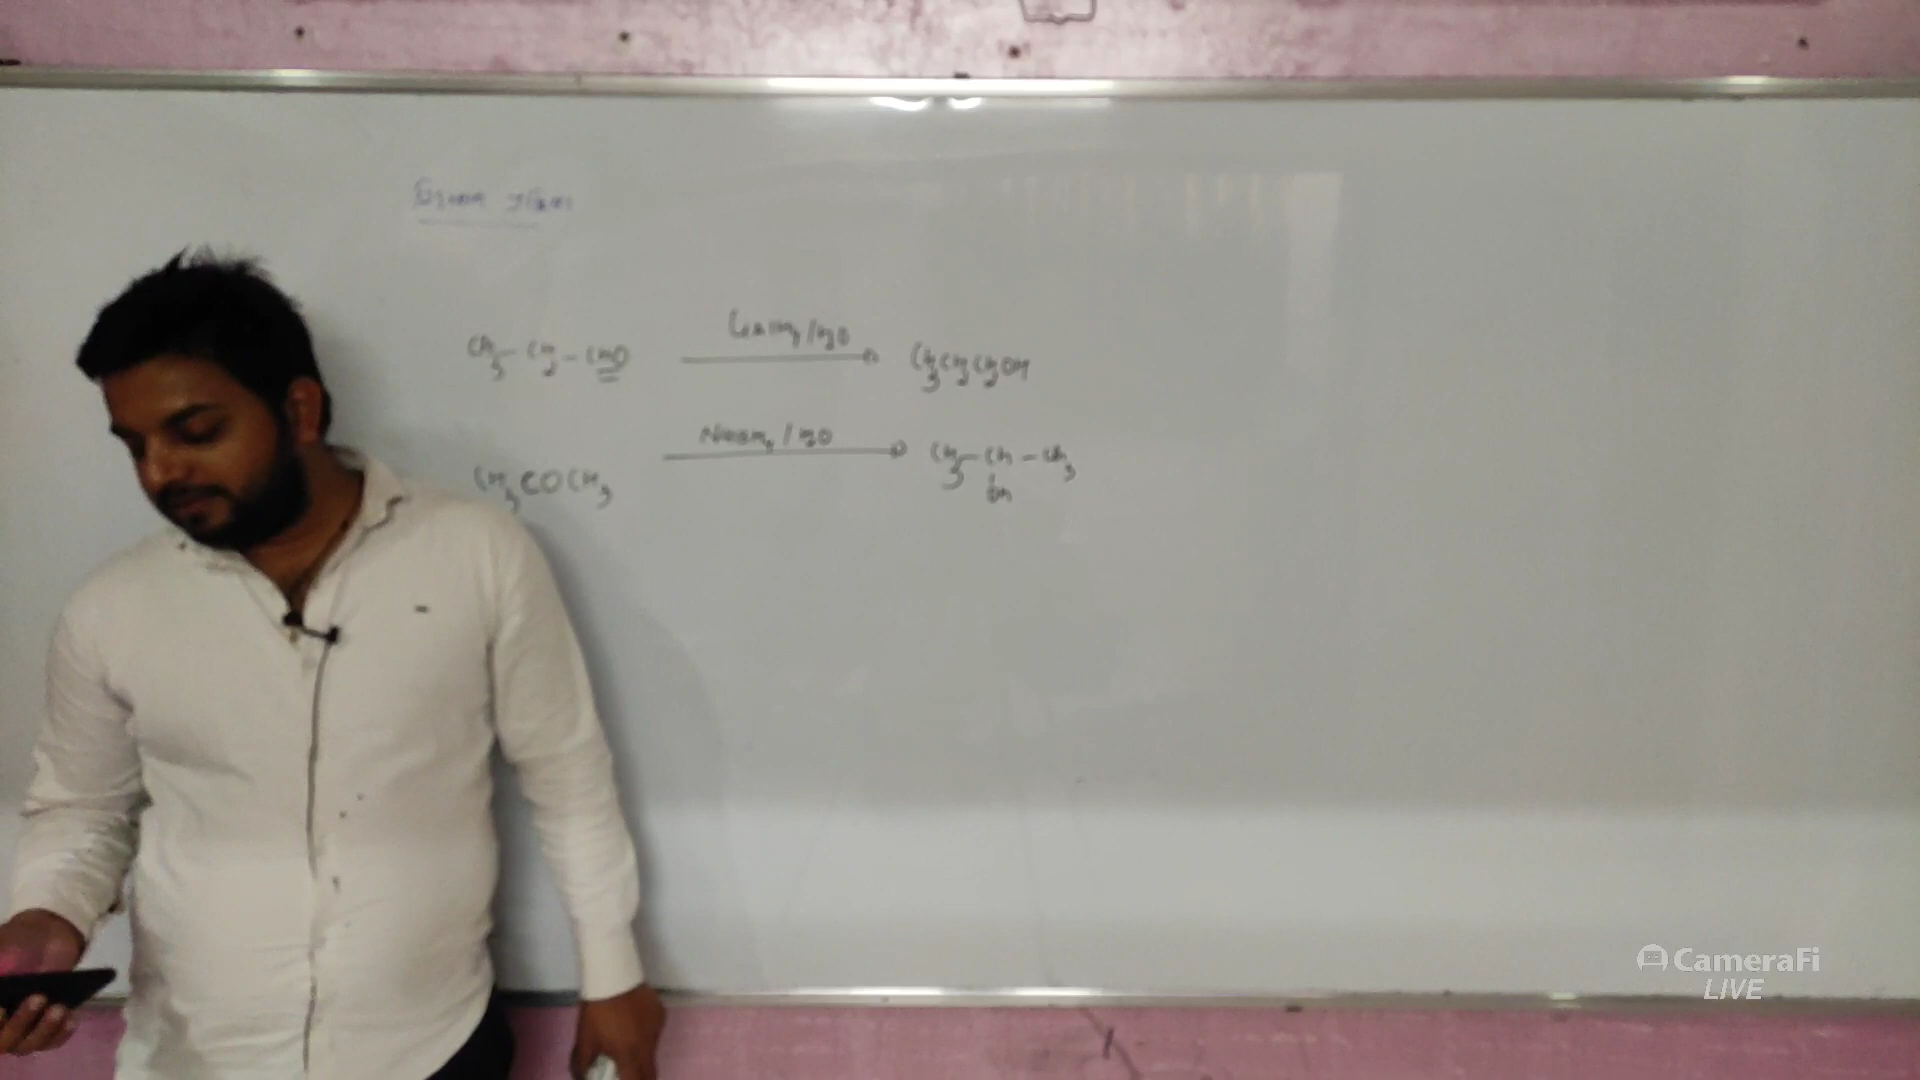 CH₃-CH₂-CHO LiAlH₄/H₂O CH₃CH₂CH₂OH
CH₃COCH₃ NaBH₄/H₂O CH₃-CH-CH₃
OH
CameraFi
LIVE